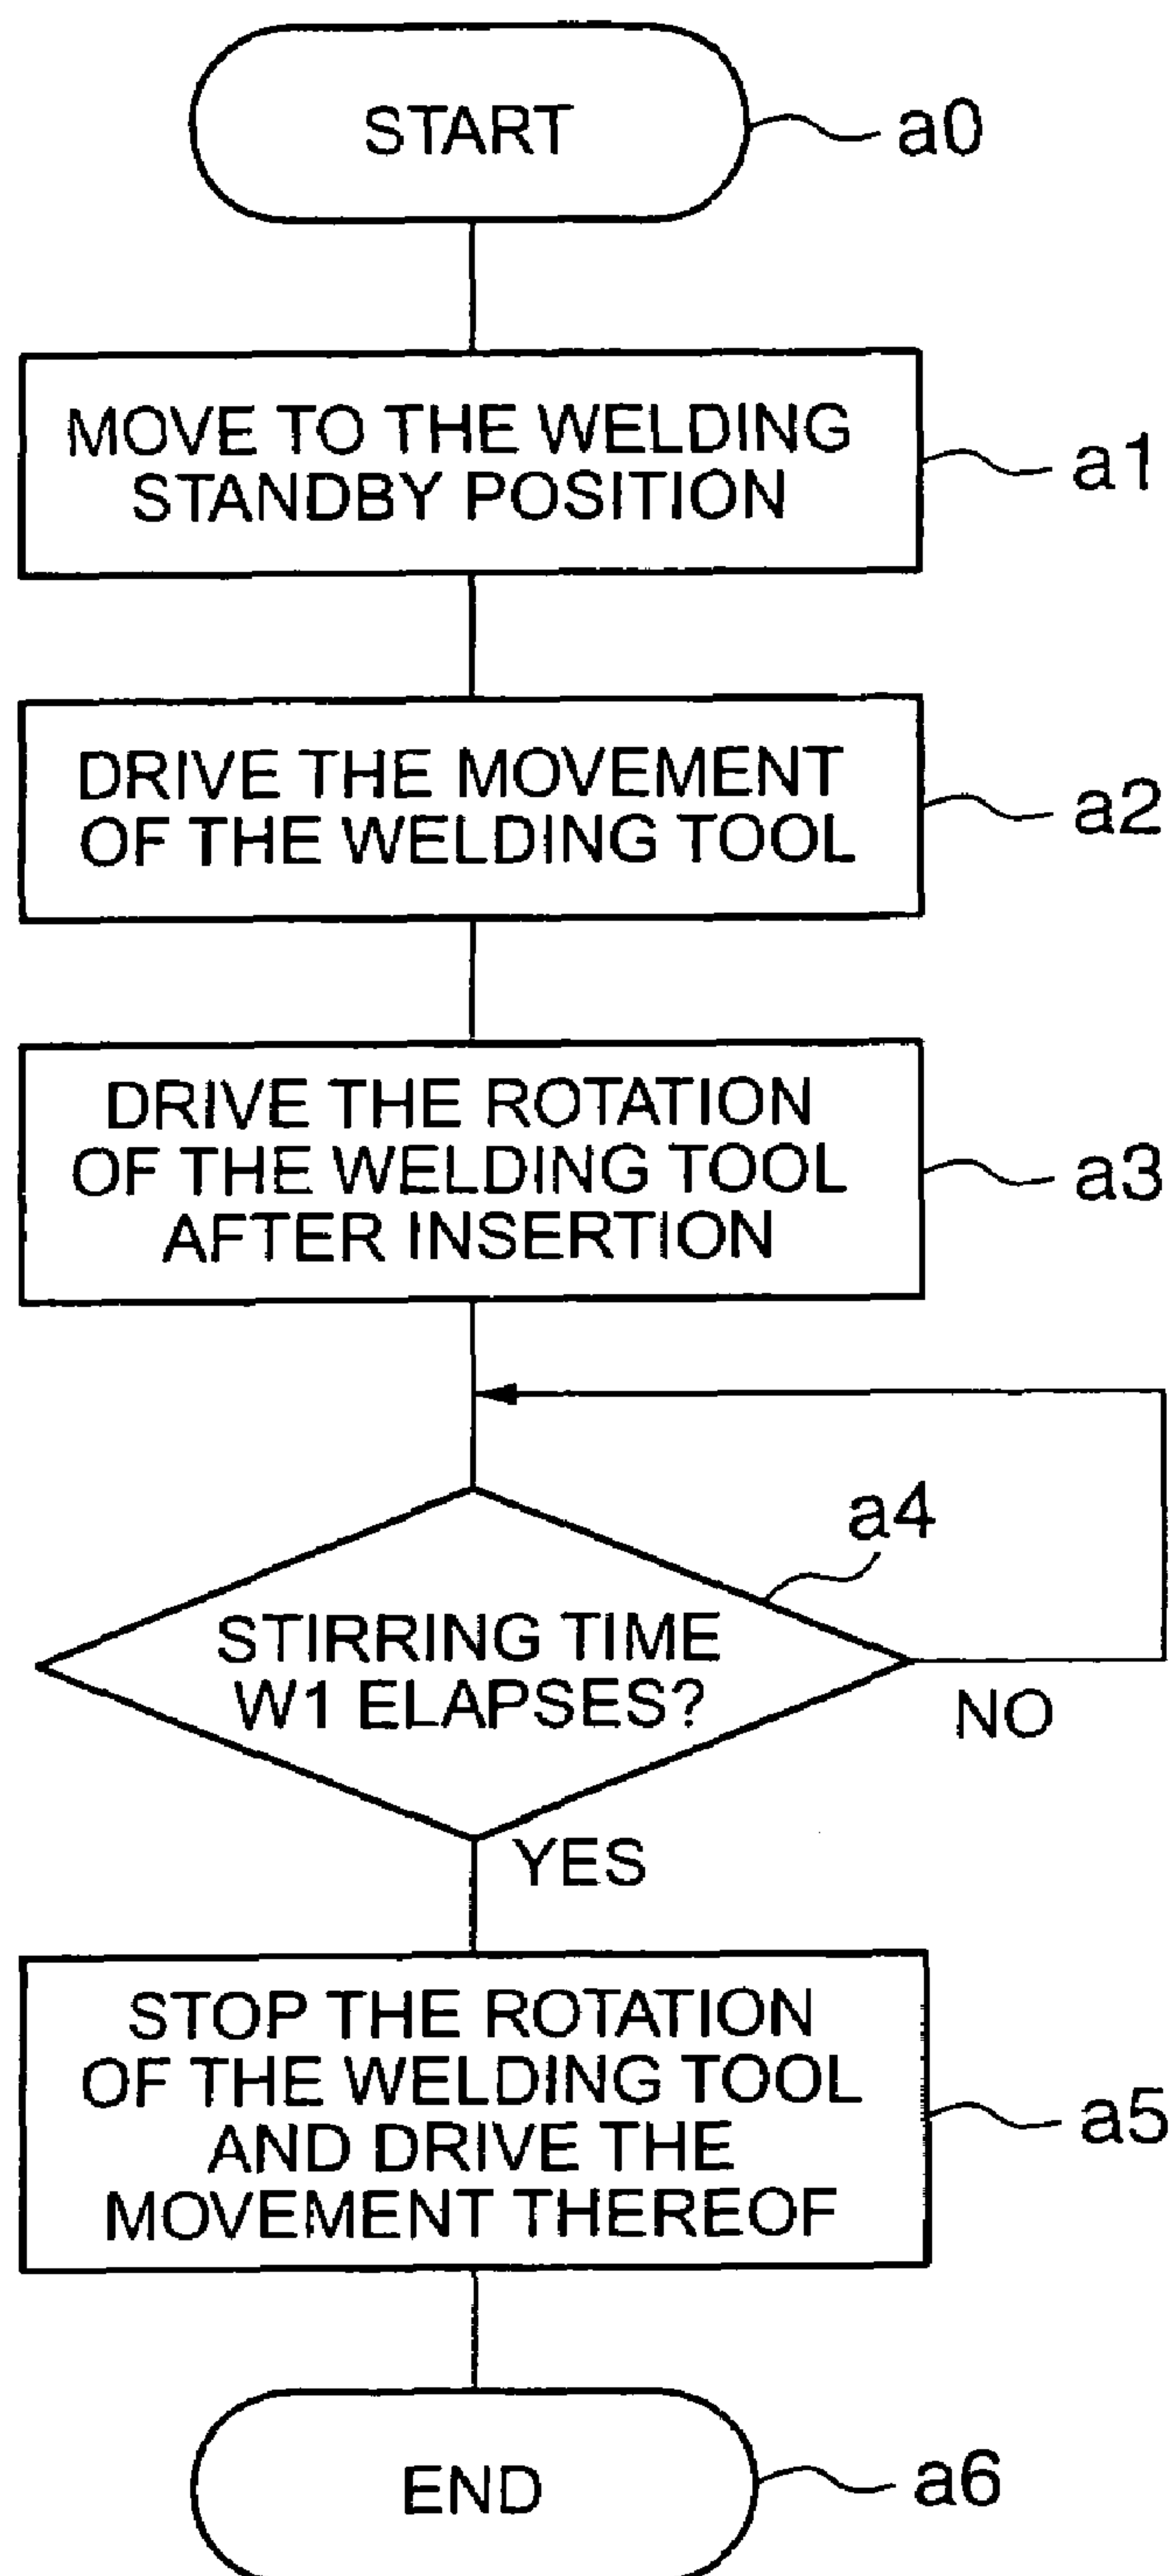 START
a0
MOVE TO THE WELDING
STANDBY POSITION
a1
DRIVE THE MOVEMENT
OF THE WELDING TOOL
a2
DRIVE THE ROTATION
OF THE WELDING TOOL
AFTER INSERTION
a3
a4
STIRRING TIME
W1 ELAPSES?
NO
YES
STOP THE ROTATION
OF THE WELDING TOOL
AND DRIVE THE
MOVEMENT THEREOF
a5
END
a6